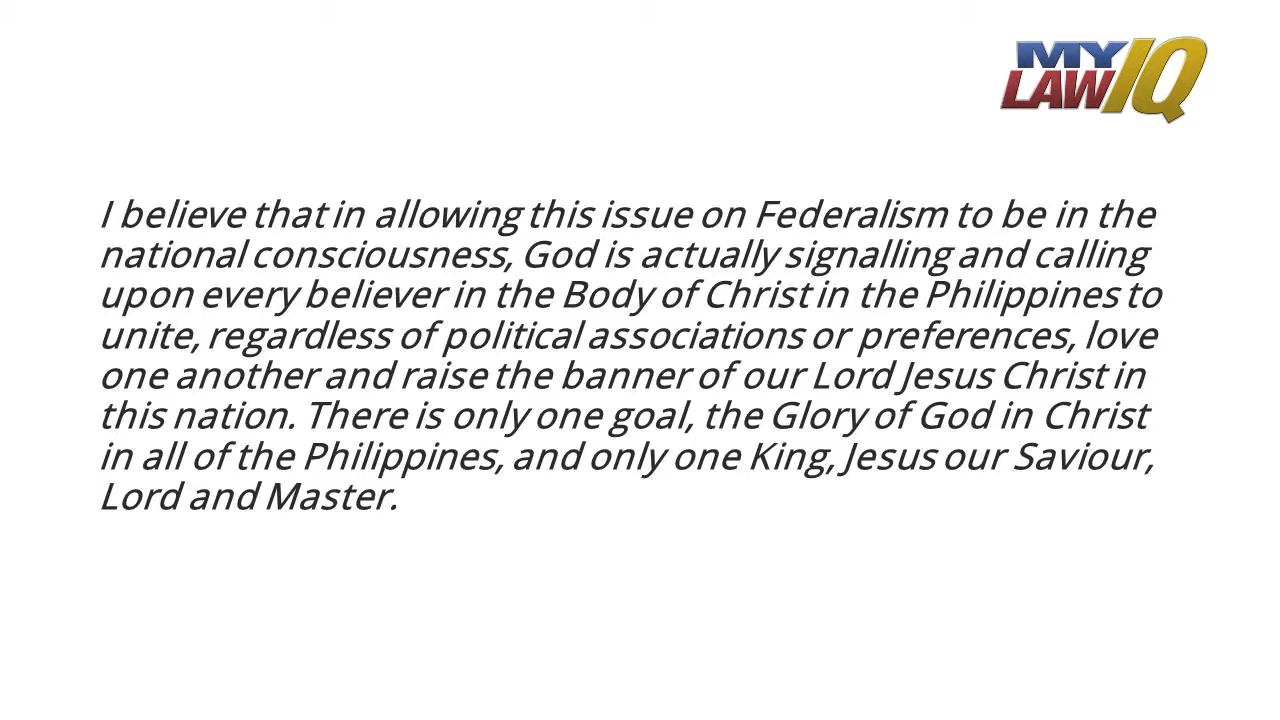 MY
LAW IQ
I believe that in allowing this issue on Federalism to be in the
national consciousness, God is actually signalling and calling
upon every believer in the Body of Christ in the Philippines to
unite, regardless of political associations or preferences, love
one another and raise the banner of our Lord Jesus Christ in
this nation. There is only one goal, the Glory of God in Christ
in all of the Philippines, and only one King, Jesus our Saviour,
Lord and Master.